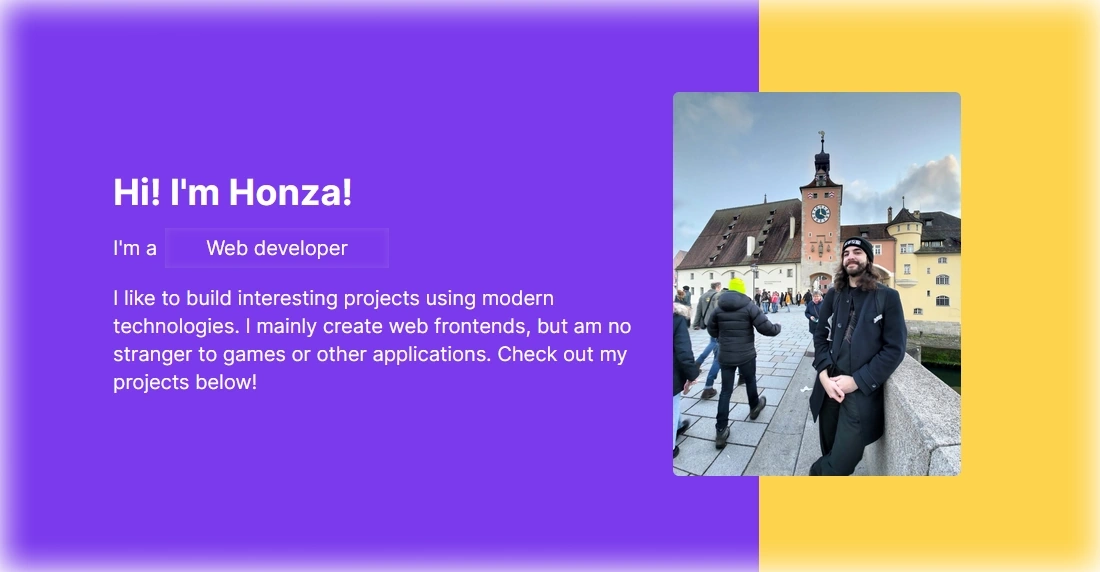 Hi! I'm Honza!
I'm a Web developer
I like to build interesting projects using modern
technologies. I mainly create web frontends, but am no
stranger to games or other applications. Check out my
projects below!